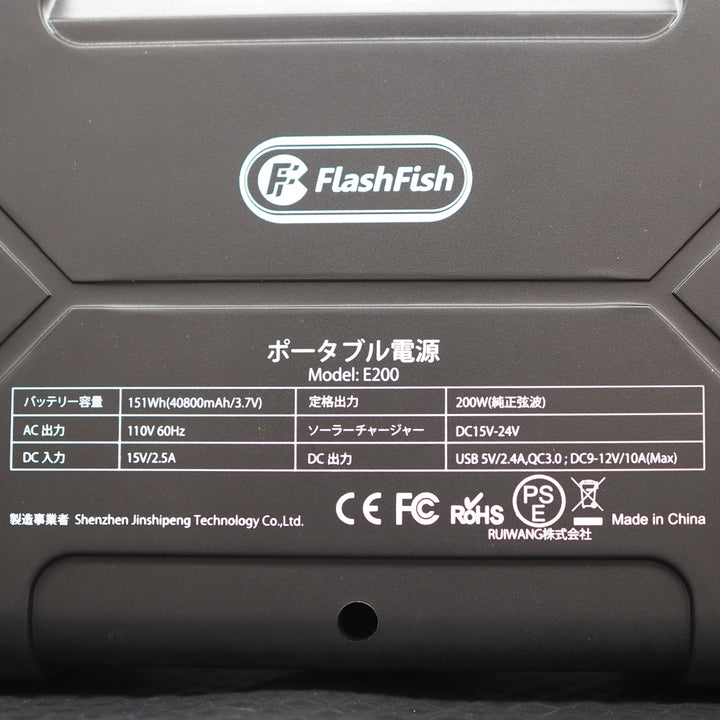 FlashFish
ポータブル電源
Model: E200
バッテリー容量 151Wh(40800mAh/3.7V) 定格出力 200W(純正弦波)
AC 出力 110V 60Hz ソーラーチャージャー DC15V-24V
DC 入力 15V/2.5A DC 出力 USB 5V/2.4A,QC3.0 ; DC9-12V/10A(Max)
製造事業者 Shenzhen Jinshipeng Technology Co.,Ltd. CE FC RoHS PSE Made in China
RUIWANG株式会社